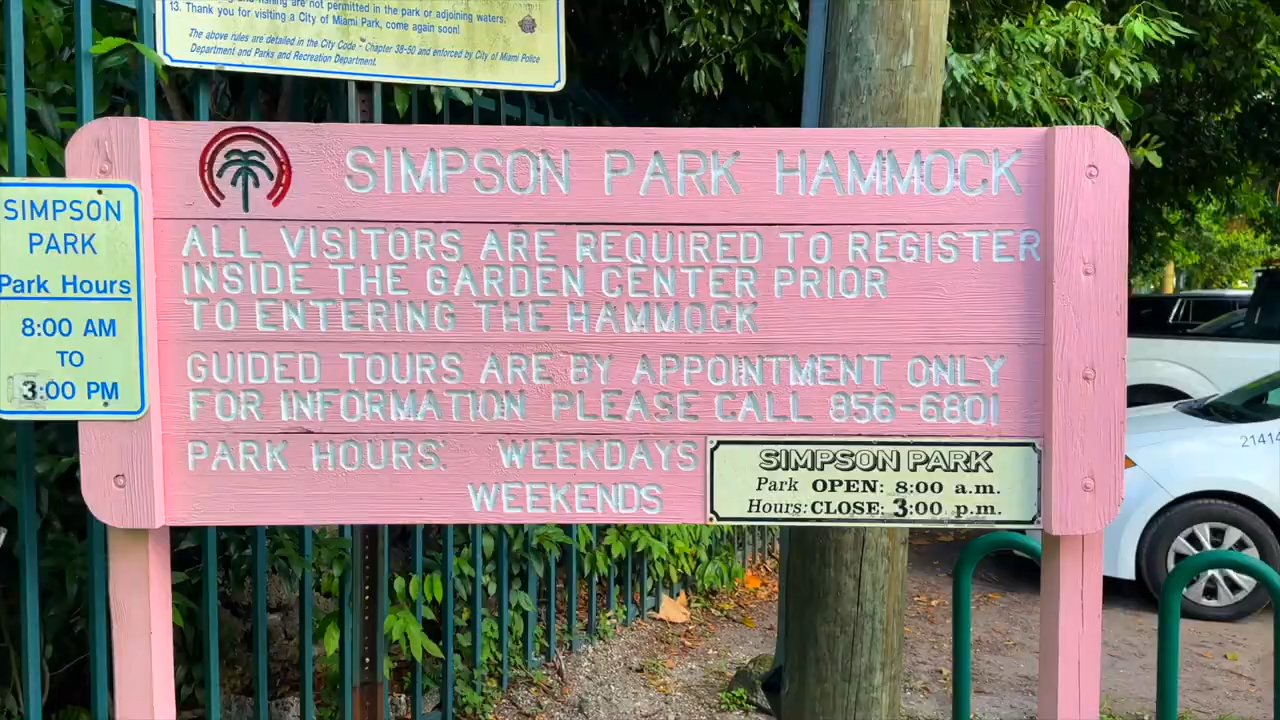 fishing are not permitted in the park or adjoining waters.
13. Thank you for visiting a City of Miami Park, come again soon!
The above rules are detailed in the City Code - Chapter 38-50 and enforced by City of Miami Police
Department and Parks and Recreation Department.
SIMPSON
PARK
Park Hours
8:00 AM
TO
3:00 PM
SIMPSON PARK HAMMOCK
ALL VISITORS ARE REQUIRED TO REGISTER
INSIDE THE GARDEN CENTER PRIOR
TO ENTERING THE HAMMOCK
GUIDED TOURS ARE BY APPOINTMENT ONLY
FOR INFORMATION PLEASE CALL 856-6801
PARK HOURS: WEEKDAYS
WEEKENDS
SIMPSON PARK
Park OPEN: 8:00 a.m.
Hours: CLOSE: 3:00 p.m.
21414